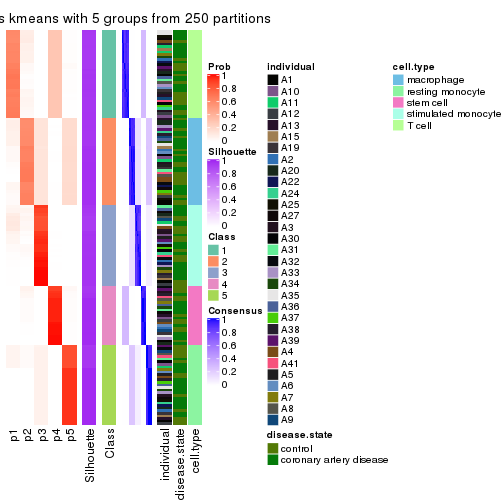 s kmeans with 5 groups from 250 partitions
Prob
1
0.8
0.6
0.4
0.2
0
Silhouette
1
0.8
0.6
0.4
0.2
0
Class
1
2
3
4
5
Consensus
1
0.8
0.6
0.4
0.2
0
individual
A1
A10
A11
A12
A13
A15
A19
A2
A20
A22
A24
A25
A27
A3
A30
A31
A32
A33
A34
A35
A36
A37
A38
A39
A4
A41
A5
A6
A7
A8
A9
disease.state
control
coronary artery disease
cell.type
macrophage
resting monocyte
stem cell
stimulated monocyte
T cell
p1
p2
p3
p4
p5
Silhouette
Class
individual
disease.state
cell.type